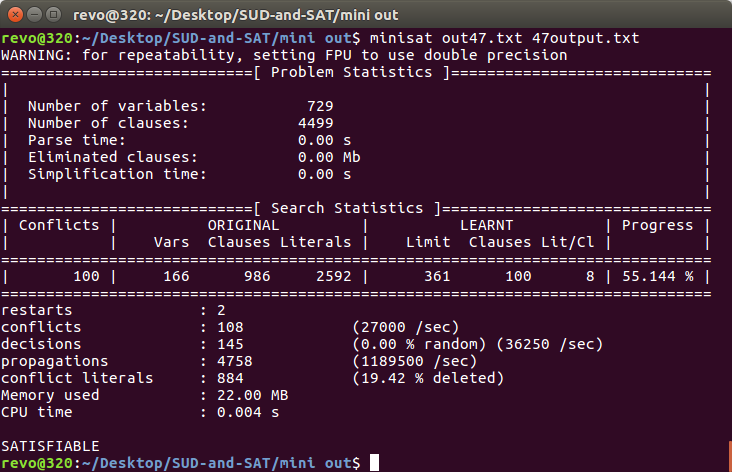 revo@320: ~/Desktop/SUD-and-SAT/mini out
revo@320:~/Desktop/SUD-and-SAT/mini out$ minisat out47.txt 47output.txt
WARNING: for repeatability, setting FPU to use double precision
============================[ Problem Statistics ]=============================
|                                                                             |
|  Number of variables:           729                                         |
|  Number of clauses:            4499                                         |
|  Parse time:                   0.00 s                                       |
|  Eliminated clauses:           0.00 Mb                                      |
|  Simplification time:          0.00 s                                       |
|                                                                             |
============================[ Search Statistics ]==============================
| Conflicts |          ORIGINAL         |          LEARNT          | Progress |
|           |    Vars  Clauses Literals |    Limit  Clauses Lit/Cl |          |
===============================================================================
|       100 |     166      986     2592 |      361      100      8 | 55.144 % |
===============================================================================
restarts              : 2
conflicts             : 108            (27000 /sec)
decisions             : 145            (0.00 % random) (36250 /sec)
propagations          : 4758           (1189500 /sec)
conflict literals     : 884            (19.42 % deleted)
Memory used           : 22.00 MB
CPU time              : 0.004 s

SATISFIABLE
revo@320:~/Desktop/SUD-and-SAT/mini out$